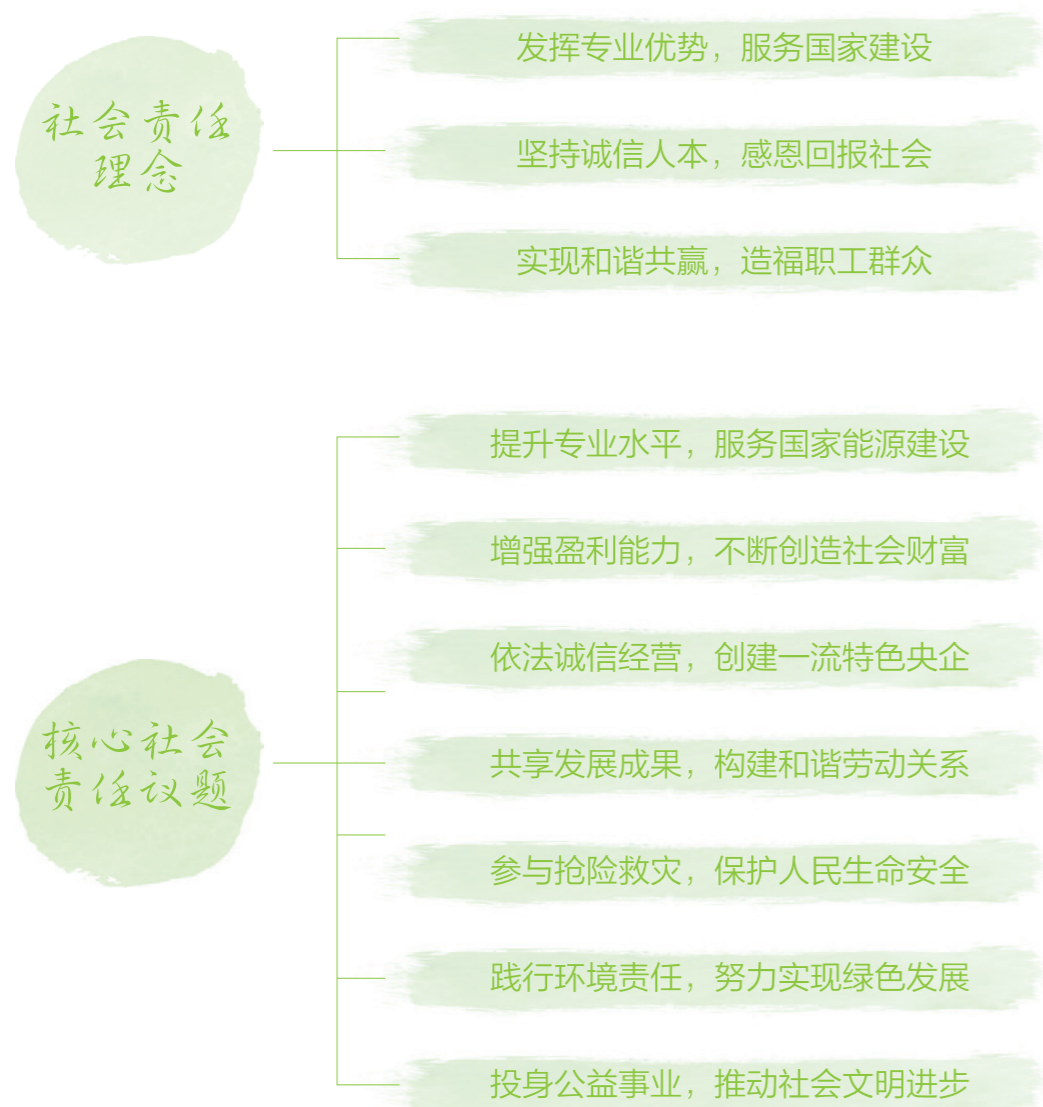 社会责任
理念
发挥专业优势，服务国家建设
坚持诚信人本，感恩回报社会
实现和谐共赢，造福职工群众
核心社会
责任议题
提升专业水平，服务国家能源建设
增强盈利能力，不断创造社会财富
依法诚信经营，创建一流特色央企
共享发展成果，构建和谐劳动关系
参与抢险救灾，保护人民生命安全
践行环境责任，努力实现绿色发展
投身公益事业，推动社会文明进步